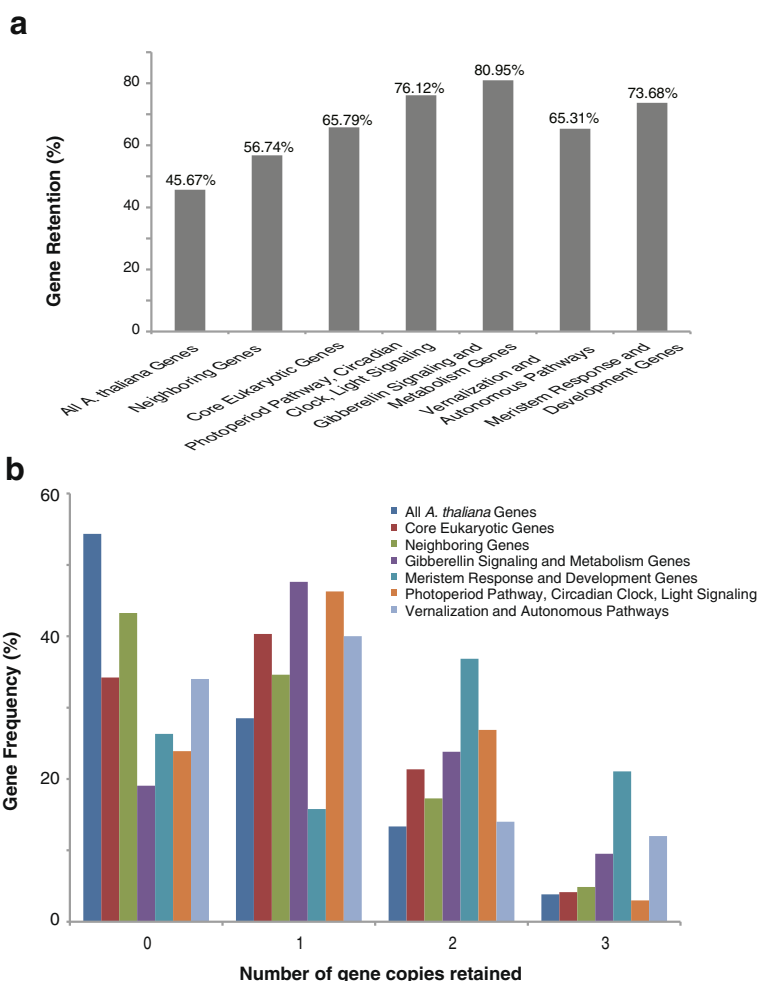 a
Gene Retention (%)
80
60
40
20
0
45.67%
56.74%
65.79%
76.12%
80.95%
65.31%
73.68%
All A. thaliana Genes
Neighboring Genes
Core Eukaryotic Genes
Photoperiod Pathway, Circadian
Clock, Light Signaling
Gibberellin Signaling and
Metabolism Genes
Vernalization and
Autonomous Pathways
Meristem Response and
Development Genes
b
Gene Frequency (%)
60
40
20
0
All A. thaliana Genes
Core Eukaryotic Genes
Neighboring Genes
Gibberellin Signaling and Metabolism Genes
Meristem Response and Development Genes
Photoperiod Pathway, Circadian Clock, Light Signaling
Vernalization and Autonomous Pathways
0
1
2
3
Number of gene copies retained